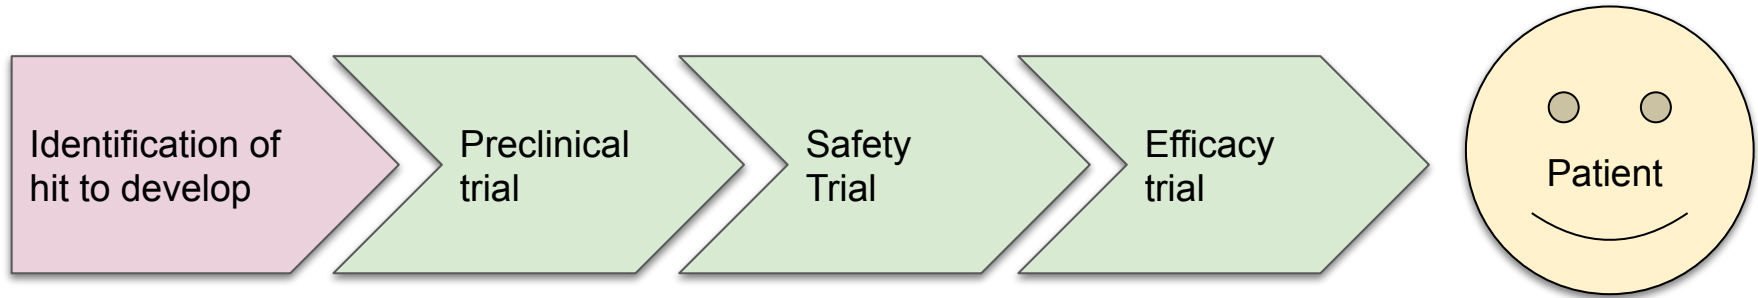 Identification of
hit to develop
Preclinical
trial
Safety
Trial
Efficacy
trial
Patient